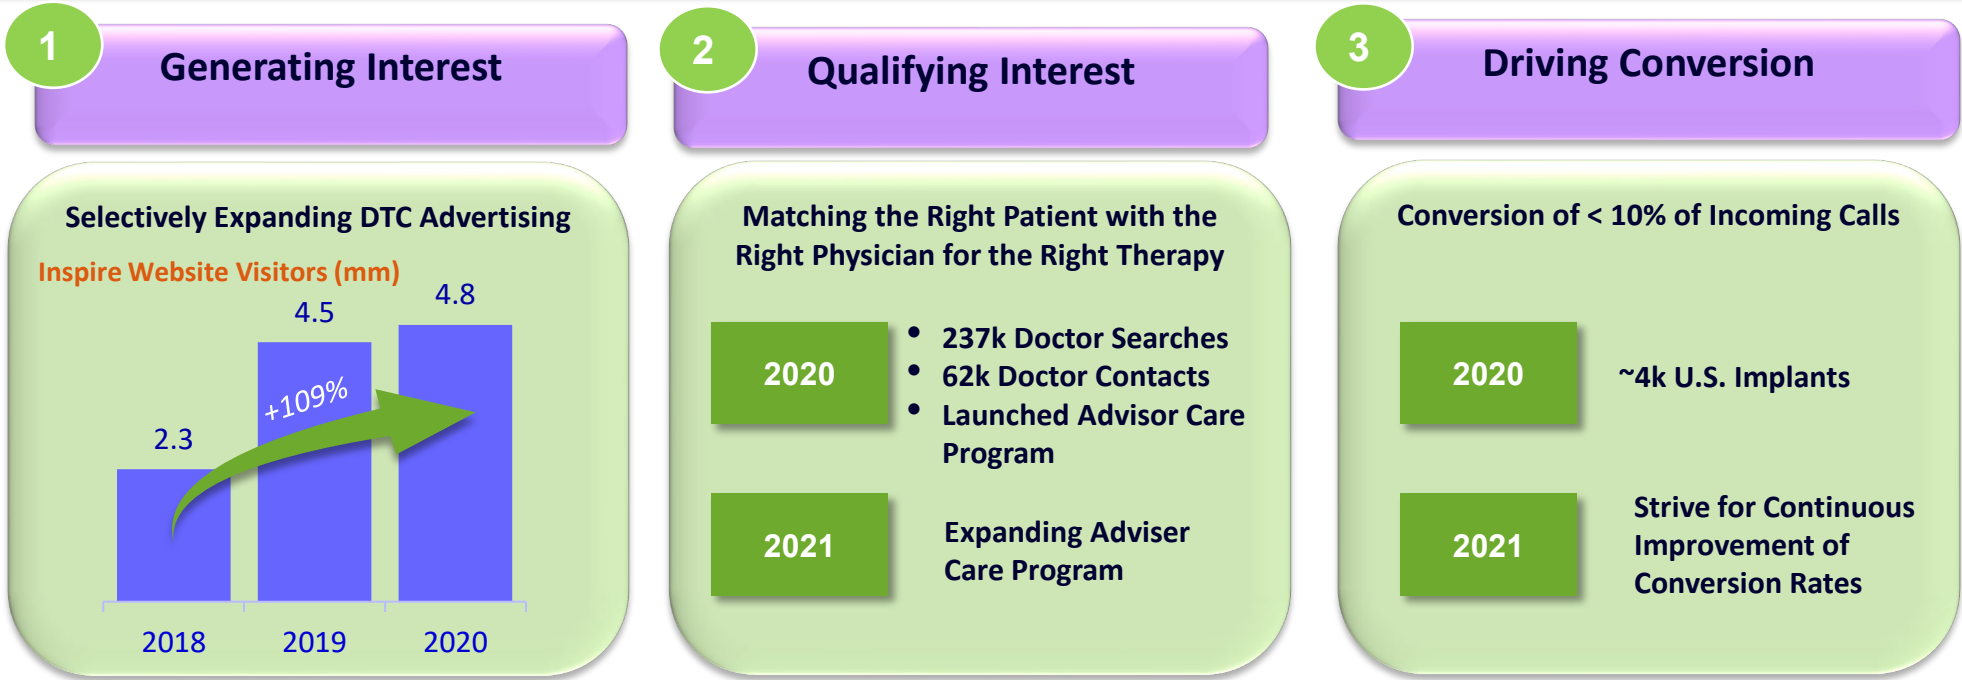 1
Generating Interest
Selectively Expanding DTC Advertising
Inspire Website Visitors (mm)
2.3
4.5
4.8
+109%
2018
2019
2020
2
Qualifying Interest
Matching the Right Patient with the
Right Physician for the Right Therapy
2020
• 237k Doctor Searches
• 62k Doctor Contacts
• Launched Advisor Care
Program
2021
Expanding Adviser
Care Program
3
Driving Conversion
Conversion of < 10% of Incoming Calls
2020
~4k U.S. Implants
2021
Strive for Continuous
Improvement of
Conversion Rates